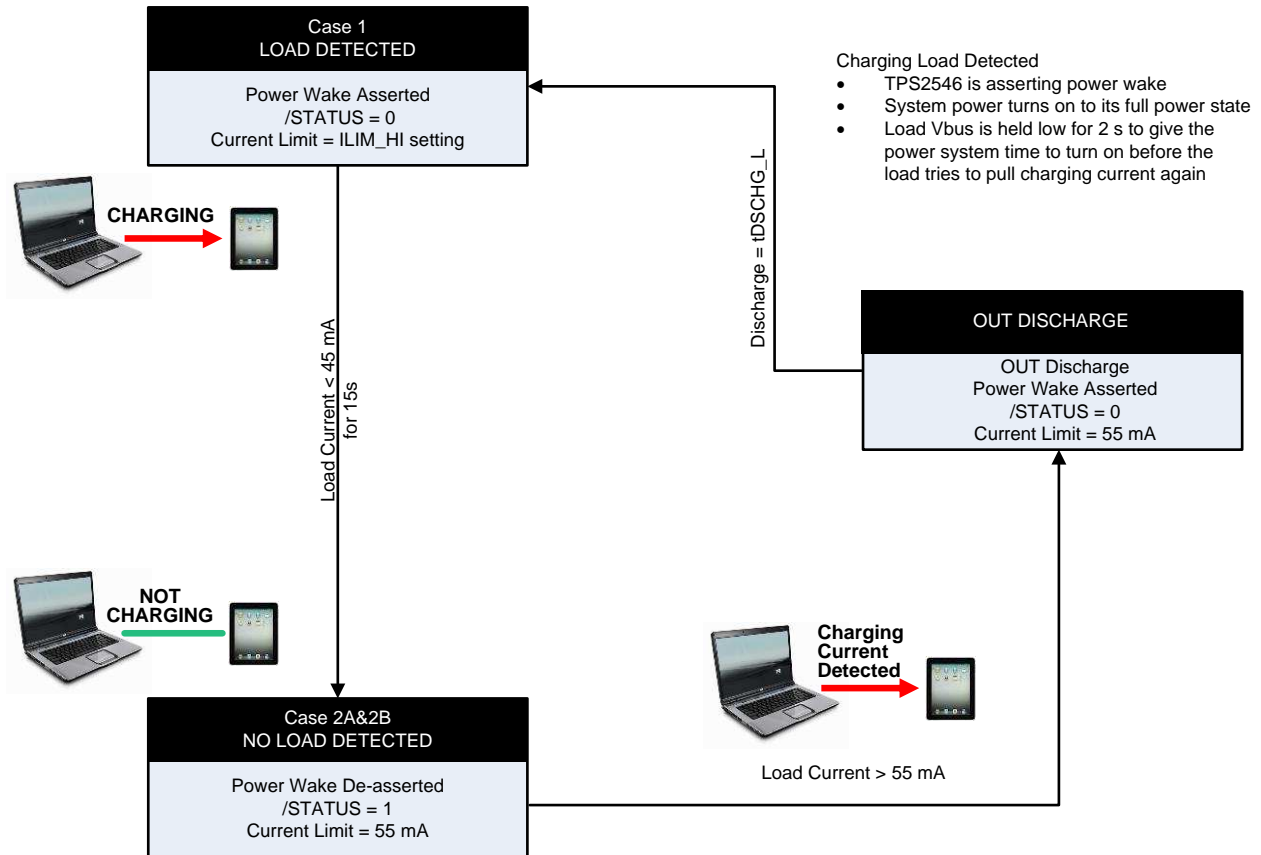 Case 1
LOAD DETECTED
Power Wake Asserted
/STATUS = 0
Current Limit = ILIM_HI setting
Charging Load Detected
• TPS2546 is asserting power wake
• System power turns on to its full power state
• Load Vbus is held low for 2 s to give the
power system time to turn on before the
load tries to pull charging current again
CHARGING
Discharge = tDSCHG_L
OUT DISCHARGE
OUT Discharge
Power Wake Asserted
/STATUS = 0
Current Limit = 55 mA
Load Current < 45 mA
for 15s
NOT
CHARGING
Charging
Current
Detected
Load Current > 55 mA
Case 2A&2B
NO LOAD DETECTED
Power Wake De-asserted
/STATUS = 1
Current Limit = 55 mA